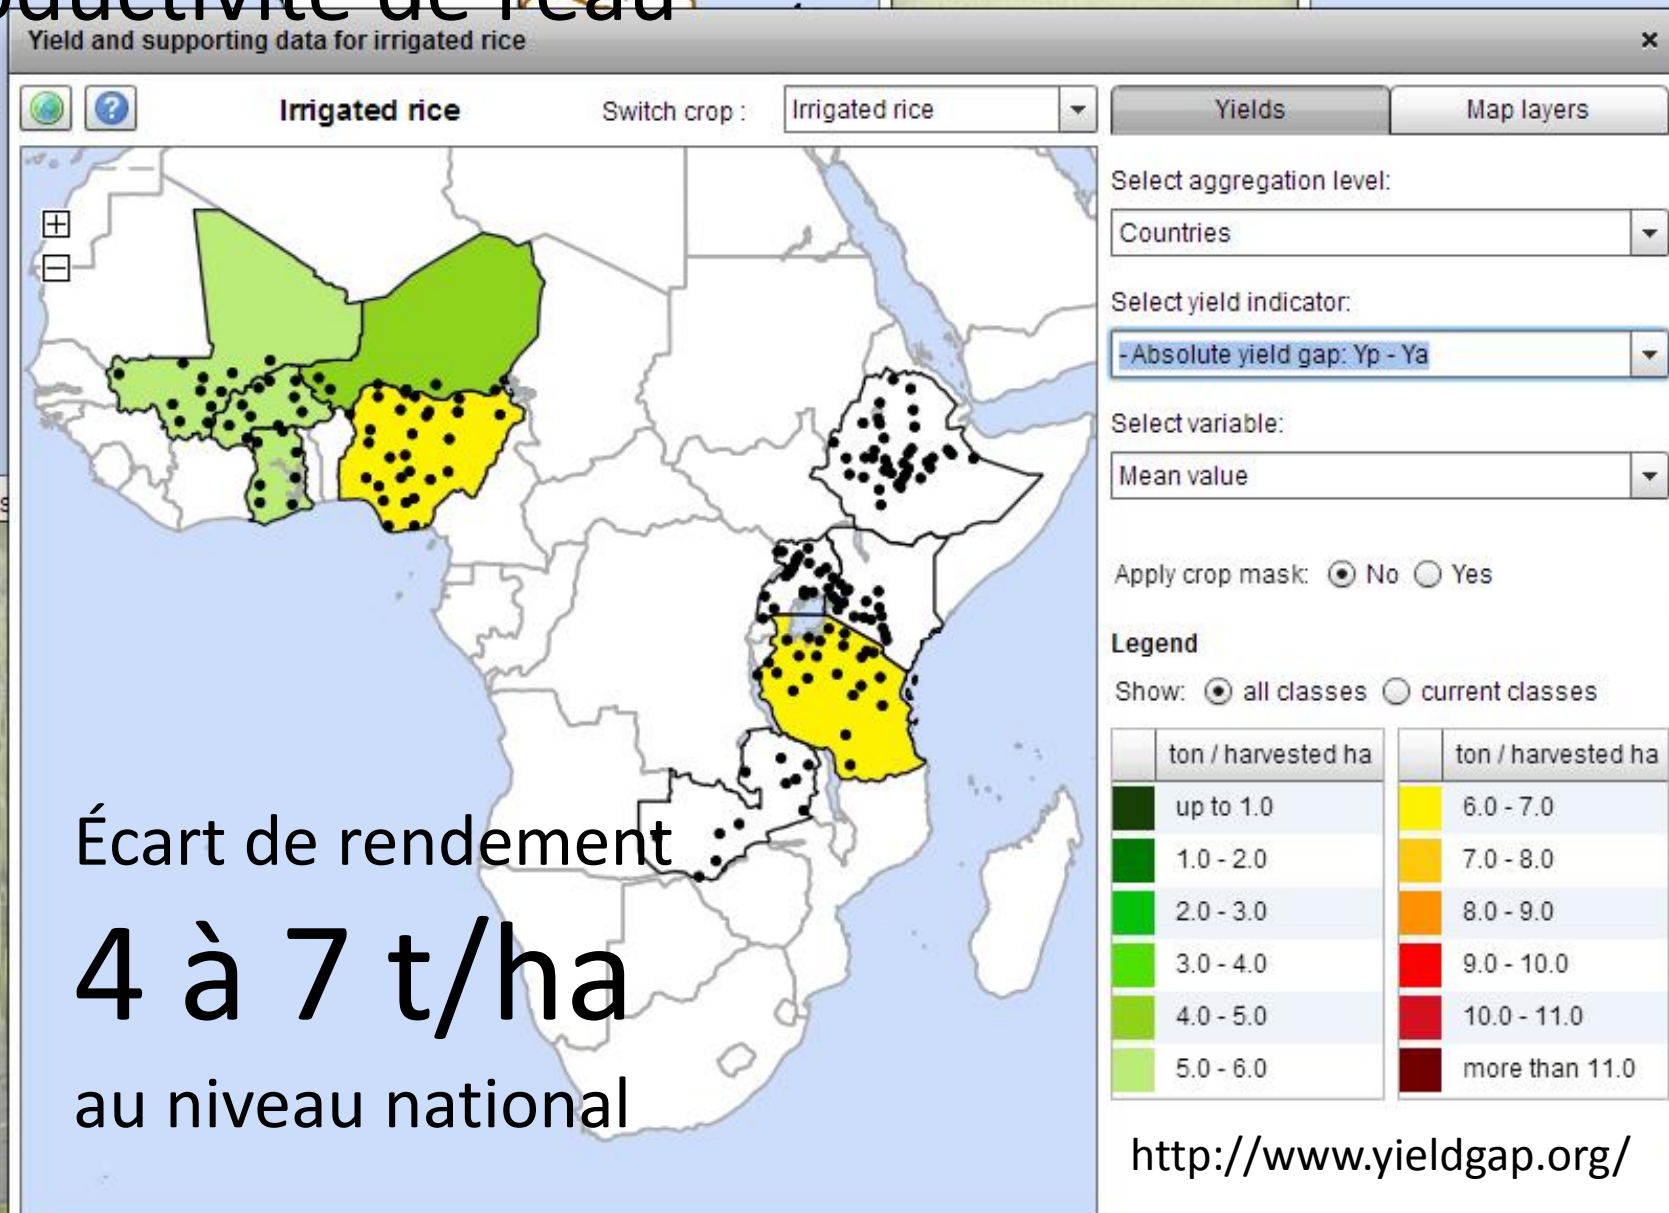 productivité de l'eau
Yield and supporting data for irrigated rice
Irrigated rice
Switch crop :
Irrigated rice
Yields
Map layers
Select aggregation level:
Countries
Select yield indicator:
- Absolute yield gap: Yp - Ya
Select variable:
Mean value
Apply crop mask:
No
Yes
Legend
Show:
all classes
current classes
ton / harvested ha
up to 1.0
1.0 - 2.0
2.0 - 3.0
3.0 - 4.0
4.0 - 5.0
5.0 - 6.0
ton / harvested ha
6.0 - 7.0
7.0 - 8.0
8.0 - 9.0
9.0 - 10.0
10.0 - 11.0
more than 11.0
Écart de rendement
4 à 7 t/ha
au niveau national
http://www.yieldgap.org/